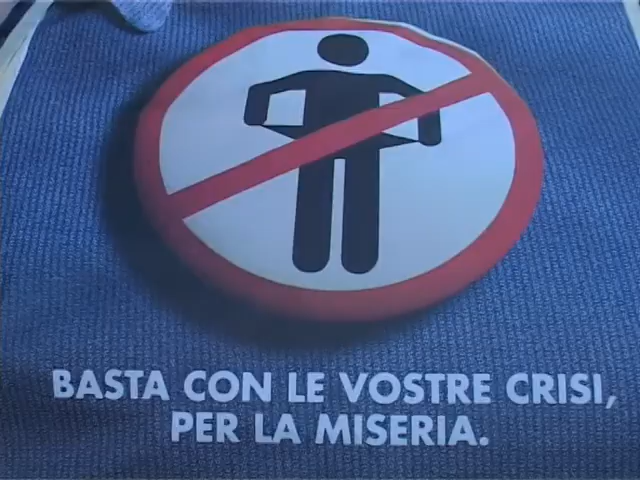 BASTA CON LE VOSTRE CRISI,
PER LA MISERIA.